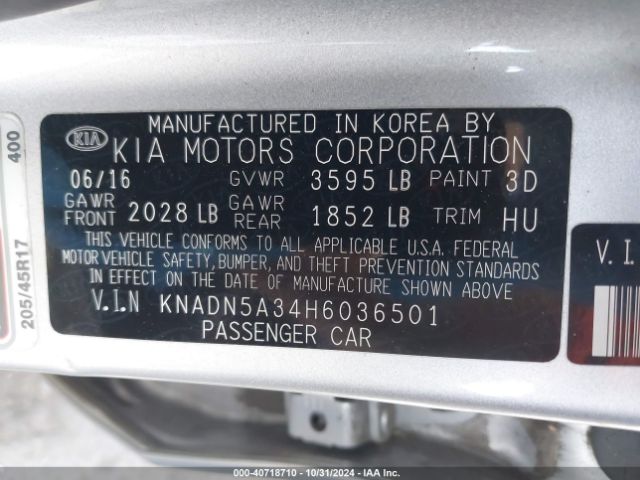 MANUFACTURED IN KOREA BY
KIA KIA MOTORS CORPORATION
06/16 GVWR 3595 LB PAINT 3D
GAWR FRONT 2028 LB GAWR REAR 1852 LB TRIM HU
THIS VEHICLE CONFORMS TO ALL APPLICABLE U.S.A. FEDERAL
MOTOR VEHICLE SAFETY, BUMPER, AND THEFT PREVENTION STANDARDS
IN EFFECT ON THE DATE OF MANUFACTURE SHOWN ABOVE
V.I.N KNADN5A34H6036501
PASSENGER CAR
400
205/45R17
V.I.
000-40718710 - 10/31/2024 - IAA Inc.